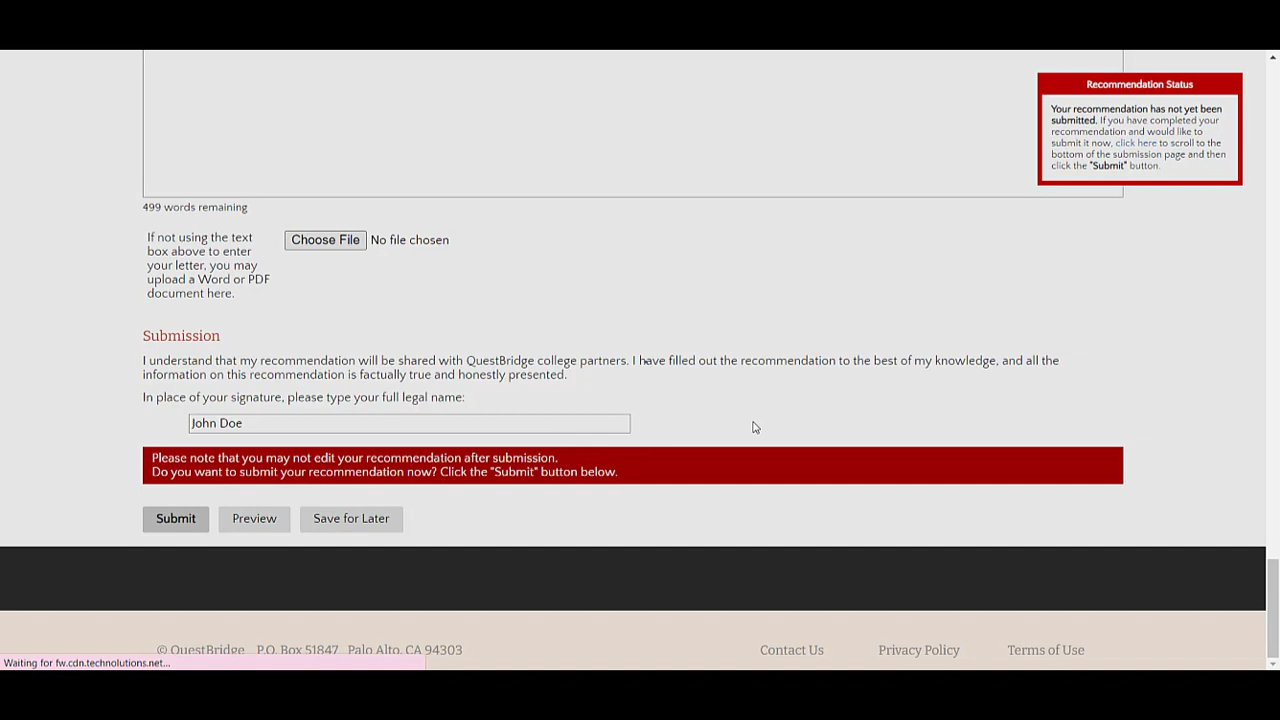 Recommendation Status
Your recommendation has not yet been
submitted. If you have completed your
recommendation and would like to
submit it now, click here to scroll to the
bottom of the submission page and then
click the "Submit" button.
499 words remaining
If not using the text
box above to enter
your letter, you may
upload a Word or PDF
document here.
Choose File No file chosen
Submission
I understand that my recommendation will be shared with QuestBridge college partners. I have filled out the recommendation to the best of my knowledge, and all the
information on this recommendation is factually true and honestly presented.
In place of your signature, please type your full legal name:
John Doe
Please note that you may not edit your recommendation after submission.
Do you want to submit your recommendation now? Click the "Submit" button below.
Submit Preview Save for Later
© QuestBridge P.O. Box 51847 Palo Alto, CA 94303 Contact Us Privacy Policy Terms of Use
Waiting for fw.cdn.technolutions.net...